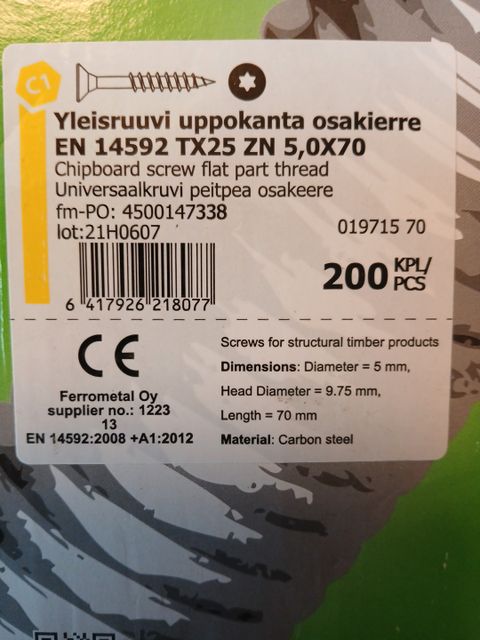 C1
Yleisruuvi uppokanta osakierre
EN 14592 TX25 ZN 5,0X70
Chipboard screw flat part thread
Universaalkruvi peitpea osakeere
fm-PO: 4500147338
lot:21H0607
019715 70
6 417926 218077
200 KPL/
PCS
CE
Ferrometal Oy
supplier no.: 1223
13
EN 14592:2008 +A1:2012
Screws for structural timber products
Dimensions: Diameter = 5 mm,
Head Diameter = 9.75 mm,
Length = 70 mm
Material: Carbon steel